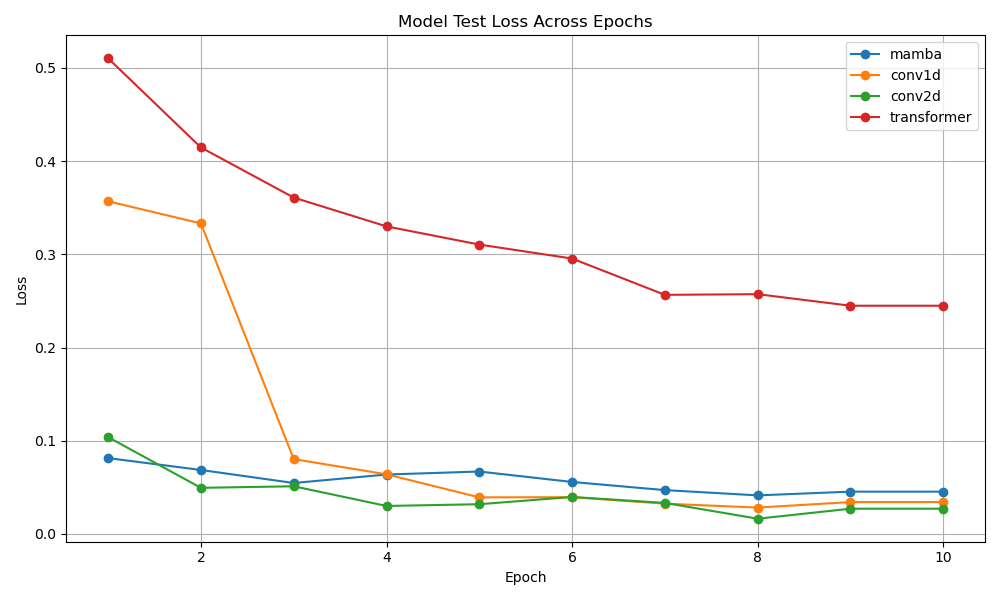 Model Test Loss Across Epochs
mamba
conv1d
conv2d
transformer
0.5
0.4
0.3
0.2
0.1
0.0
Loss
2 4 6 8 10
Epoch